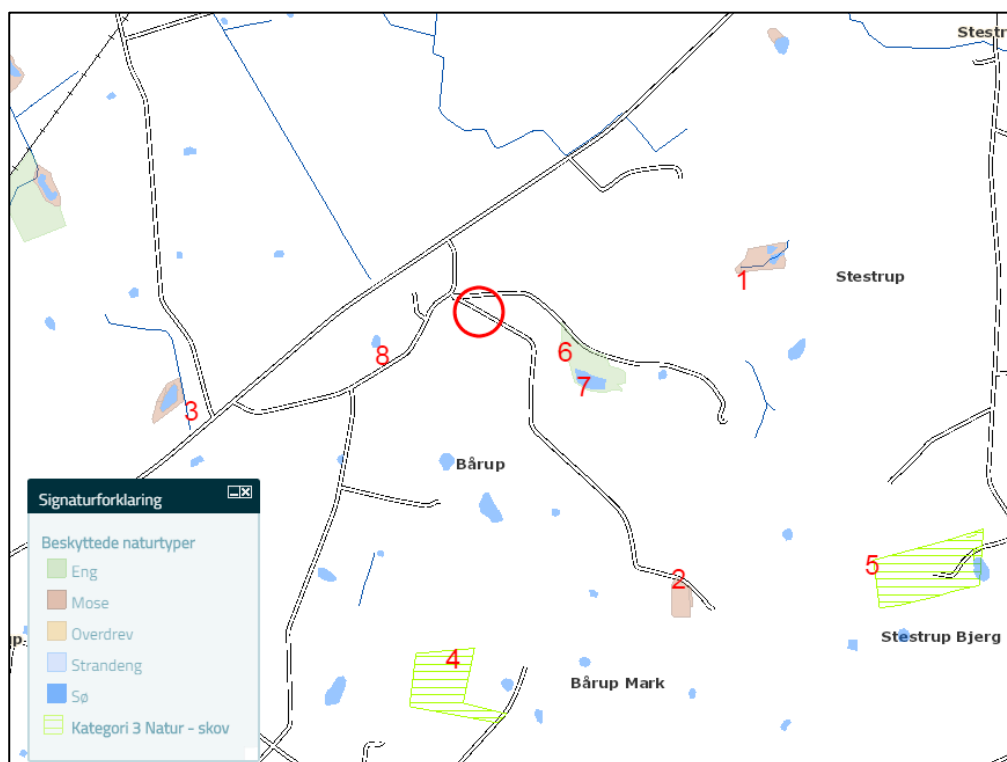 Stestr
1
Stestrup
6
8
7
3
Bårup
5
2
Stestrup Bjerg
4
Bårup Mark
Signaturforklaring
Beskyttede naturtyper
Eng
Mose
Overdrev
Strandeng
Sø
Kategori 3 Natur - skov